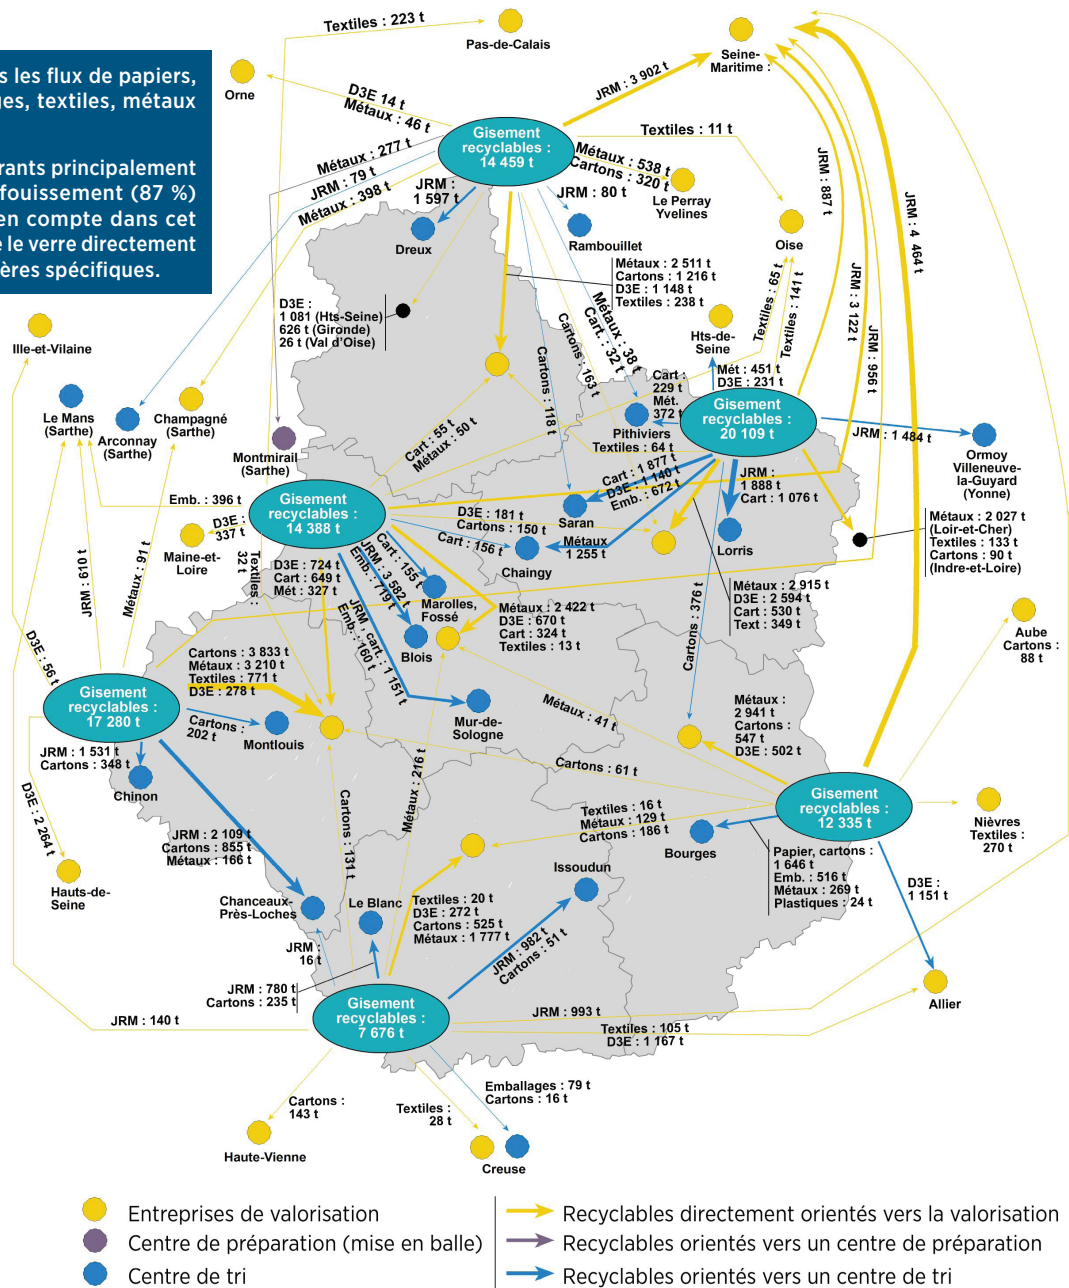 Textiles : 223 t
Pas-de-Calais
Seine-
Maritime :
s les flux de papiers,
ges, textiles, métaux
rants principalement
fouissement (87 %)
en compte dans cet
e le verre directement
ères spécifiques.
Orne
D3E 14 t
Métaux : 46 t
JRM : 3 902 t
Gisement
recyclables :
14 459 t
Textiles : 11 t
Métaux : 277 t
JRM : 79 t
Métaux : 398 t
Métaux : 538 t
Cartons : 320 t
Le Perray
Yvelines
JRM :
1 597 t
JRM : 80 t
Dreux
Rambouillet
Oise
JRM : 887 t
JRM : 4 464 t
JRM : 3 122 t
JRM : 956 t
Métaux : 2 511 t
Cartons : 1 216 t
D3E : 1 148 t
Textiles : 238 t
Textiles : 65 t
Textiles : 141 t
D3E :
1 081 (Hts-Seine)
626 t (Gironde)
26 t (Val d’Oise)
Ille-et-Vilaine
Hts-de-
Seine
Métaux : 38 t
Cart. : 32 t
Cartons : 163 t
Cartons : 118 t
Mét : 451 t
D3E : 231 t
Cart :
229 t
Mét.
372 t
Le Mans
(Sarthe)
Arconnay
(Sarthe)
Champagné
(Sarthe)
Montmirail
(Sarthe)
Cart : 55 t
Métaux : 50 t
Pithiviers
Textiles : 64 t
Gisement
recyclables :
20 109 t
JRM : 1 484 t
Ormoy
Villeneuve-
la-Guyard
(Yonne)
Emb. : 396 t
Gisement
recyclables :
14 388 t
Cart : 1 877 t
D3E : 1 140 t
Emb. : 672 t
JRM :
1 888 t
Cart : 1 076 t
D3E :
337 t
Maine-et-
Loire
D3E : 181 t
Cartons : 150 t
Cart : 156 t
Saran
Métaux
1 255 t
Chaingy
Lorris
Métaux : 2 027 t
(Loir-et-Cher)
Textiles : 133 t
Cartons : 90 t
(Indre-et-Loire)
JRM : 610 t
Métaux : 91 t
Textiles :
32 t
D3E : 724 t
Cart : 649 t
Mét : 327 t
Cart : 155 t
JRM : 3 582 t
Emb. : 719 t
JRM , cart. : 1 151 t
Emb. : 160 t
Marolles,
Fossé
Blois
Métaux : 2 422 t
D3E : 670 t
Cart : 324 t
Textiles : 13 t
Métaux : 2 915 t
D3E : 2 594 t
Cart : 530 t
Text : 349 t
Cartons : 376 t
Aube
Cartons :
88 t
D3E : 56 t
Cartons : 3 833 t
Métaux : 3 210 t
Textiles : 771 t
D3E : 278 t
Gisement
recyclables :
17 280 t
Cartons :
202 t
Montlouis
Mur-de-
Sologne
Métaux : 41 t
Métaux :
2 941 t
Cartons :
547 t
D3E : 502 t
JRM : 1 531 t
Cartons : 348 t
Chinon
Métaux : 216 t
Cartons : 61 t
Cartons : 131 t
Gisement
recyclables :
12 335 t
D3E : 2 264 t
JRM : 2 109 t
Cartons : 855 t
Métaux : 166 t
Textiles : 16 t
Métaux : 129 t
Cartons : 186 t
Bourges
Nièvres
Textiles :
270 t
Papier, cartons :
1 646 t
Emb. : 516 t
Métaux : 269 t
Plastiques : 24 t
Hauts-de-
Seine
Issoudun
D3E :
1 151 t
Chanceaux-
Près-Loches
Le Blanc
Textiles : 20 t
D3E : 272 t
Cartons : 525 t
Métaux : 1 777 t
JRM :
16 t
JRM : 982 t
Cartons : 51 t
JRM : 780 t
Cartons : 235 t
Allier
JRM : 140 t
Gisement
recyclables :
7 676 t
JRM : 993 t
Textiles : 105 t
D3E : 1 167 t
Cartons :
143 t
Textiles :
28 t
Emballages : 79 t
Cartons : 16 t
Haute-Vienne
Creuse
Entreprises de valorisation
Centre de préparation (mise en balle)
Centre de tri
Recyclables directement orientés vers la valorisation
Recyclables orientés vers un centre de préparation
Recyclables orientés vers un centre de tri